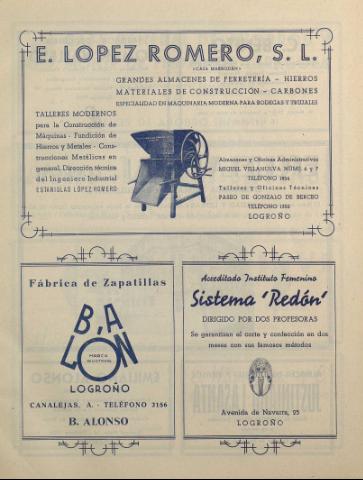 E. LOPEZ ROMERO, S. L.
«CASA MARRODÁN»
GRANDES ALMACENES DE FERRETERÍA - HIERROS
MATERIALES DE CONSTRUCCIÓN - CARBONES
ESPECIALIDAD EN MAQUINARIA MODERNA PARA BODEGAS Y TRUJALES
TALLERES MODERNOS
para la Construcción de
Máquinas - Fundición de
Hierros y Metales - Cons-
trucciones Metálicas en
general, Dirección técnica
del Ingeniero Industrial
ESTANISLAO LÓPEZ ROMERO
Almacenes y Oficinas Administrativas
MIGUEL VILLANUEVA NÚMS. 6 y 7
TELÉFONO 1934
Talleres y Oficinas Técnicas
PASEO DE GONZALO DE BERCEO
TELÉFONO
LOGROÑO
Fábrica de Zapatillas
B, A
LON
MARCA
LOGROÑO
CANALEJAS, A. - TELÉFONO 2156
B. ALONSO
Acreditado Instituto Femenino
Sistema 'Redón'
DIRIGIDO POR DOS PROFESORAS
Se garantizan el corte y confección en dos
meses con sus famosos métodos
Avenida de Navarra, 25
LOGROÑO